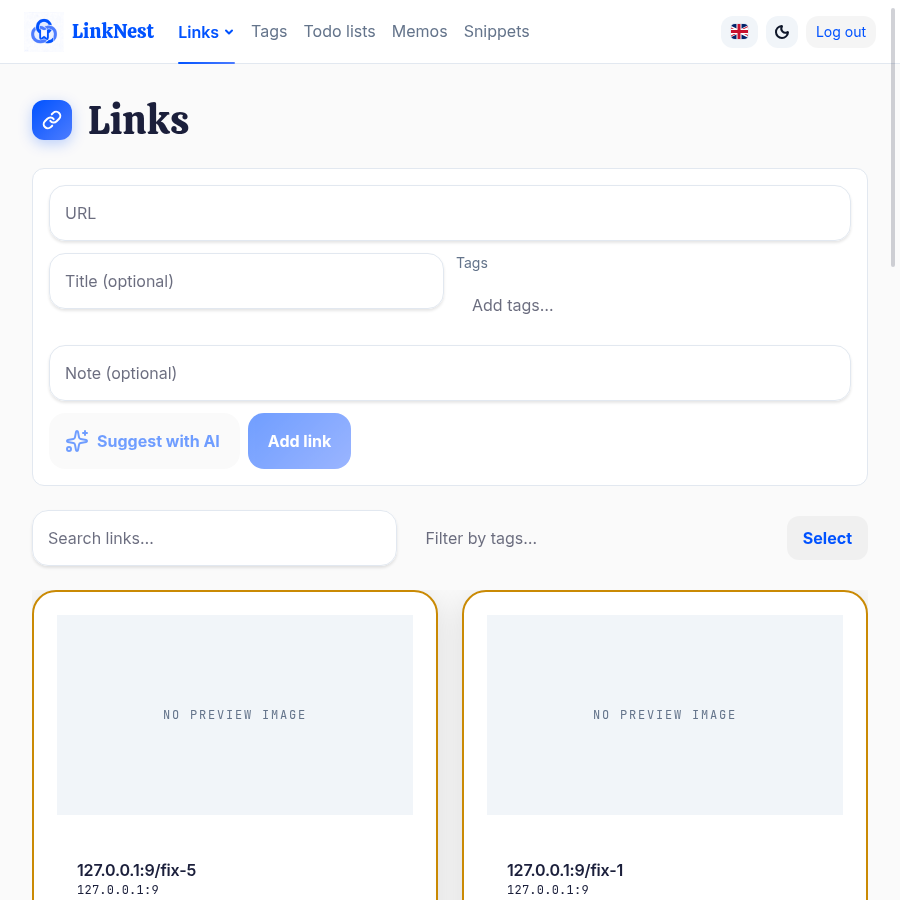 LinkNest Links Tags Todo lists Memos Snippets Log out
Links
URL
Title (optional)
Tags
Add tags...
Note (optional)
Suggest with AI Add link
Search links... Filter by tags... Select
NO PREVIEW IMAGE NO PREVIEW IMAGE
127.0.0.1:9/fix-5 127.0.0.1:9/fix-1
127.0.0.1:9 127.0.0.1:9